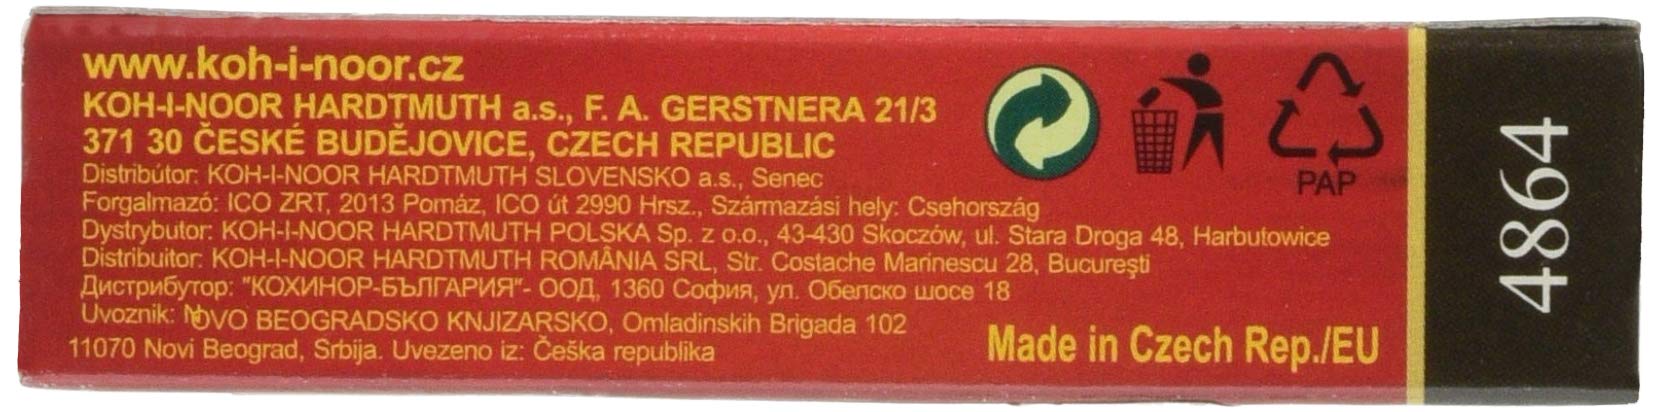 www.koh-i-noor.cz
KOH-I-NOOR HARDTMUTH a.s., F. A. GERSTNERA 21/3
371 30 ČESKÉ BUDĚJOVICE, CZECH REPUBLIC
Distribútor: KOH-I-NOOR HARDTMUTH SLOVENSKO a.s., Senec
Forgalmazó: ICO ZRT, 2013 Pomáz, ICO út 2990 Hrsz., Származási hely: Csehország
Dystrybutor: KOH-I-NOOR HARDTMUTH POLSKA Sp. z o.o., 43-430 Skoczów, ul. Stara Droga 48, Harbutowice
Distribuitor: KOH-I-NOOR HARDTMUTH ROMÂNIA SRL, Str. Costache Marinescu 28, Bucureşti
Дистрибутор: "КОХИНОР-БЪЛГАРИЯ"- ООД, 1360 София, ул. Обелско шосе 18
Uvoznik: NOVO BEOGRADSKO KNJIZARSKO, Omladinskih Brigada 102
11070 Novi Beograd, Srbija. Uvezeno iz: Češka republika
PAP
Made in Czech Rep./EU
4864